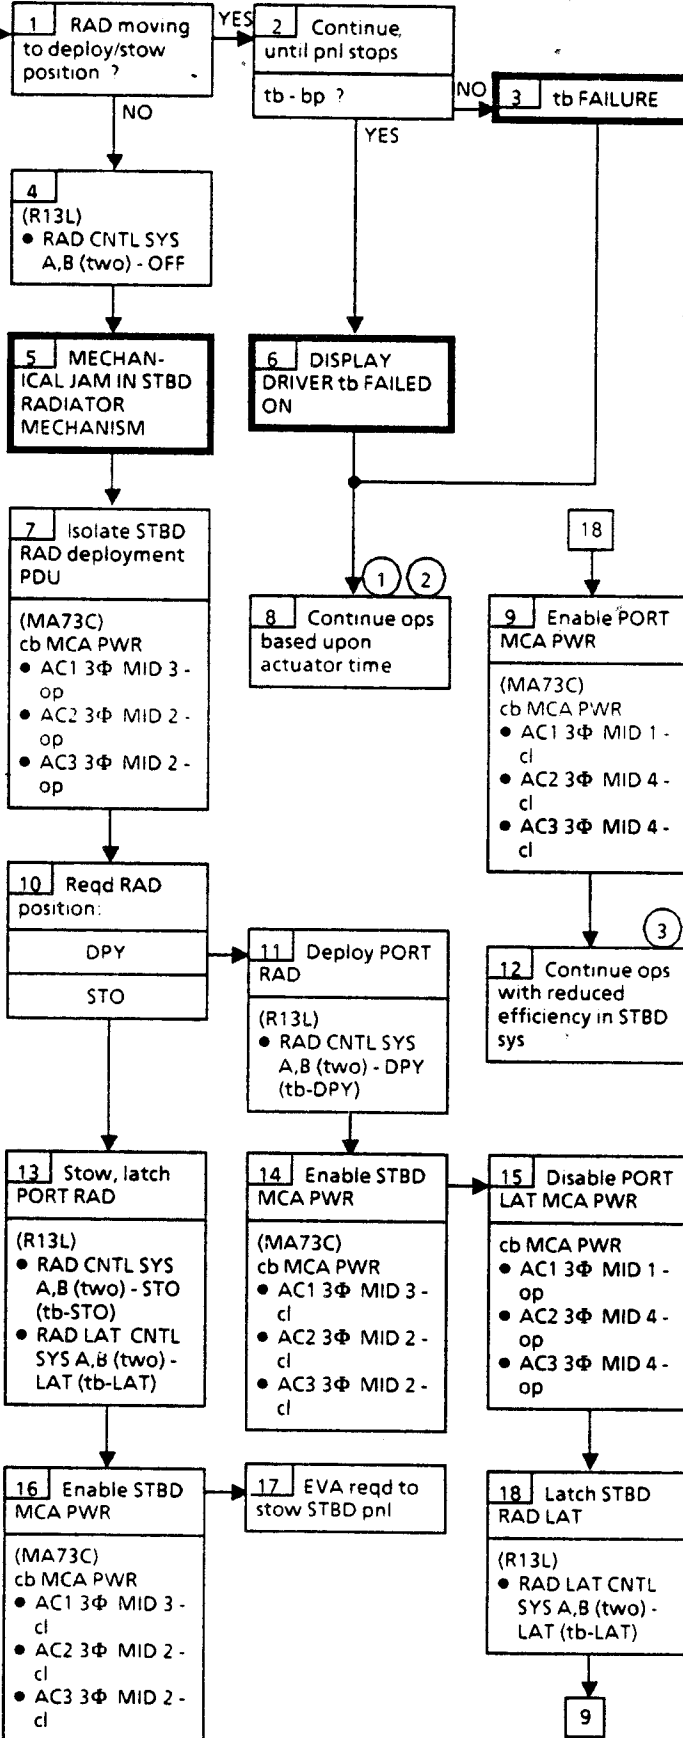 1 RAD moving
to deploy/stow
position ?
YES
NO
2 Continue,
until pnl stops
tb - bp ?
NO
YES
3 tb FAILURE
4
(R13L)
● RAD CNTL SYS
A,B (two) - OFF
5 MECHAN-
ICAL JAM IN STBD
RADIATOR
MECHANISM
6 DISPLAY
DRIVER tb FAILED
ON
7 Isolate STBD
RAD deployment
PDU
(MA73C)
cb MCA PWR
● AC1 3Φ MID 3 -
op
● AC2 3Φ MID 2 -
op
● AC3 3Φ MID 2 -
op
1 2
8 Continue ops
based upon
actuator time
18
9 Enable PORT
MCA PWR
(MA73C)
cb MCA PWR
● AC1 3Φ MID 1 -
cl
● AC2 3Φ MID 4 -
cl
● AC3 3Φ MID 4 -
cl
10 Reqd RAD
position:
DPY
STO
11 Deploy PORT
RAD
(R13L)
● RAD CNTL SYS
A,B (two) - DPY
(tb-DPY)
3
12 Continue ops
with reduced
efficiency in STBD
sys
13 Stow, latch
PORT RAD
(R13L)
● RAD CNTL SYS
A,B (two) - STO
(tb-STO)
● RAD LAT CNTL
SYS A,B (two) -
LAT (tb-LAT)
14 Enable STBD
MCA PWR
(MA73C)
cb MCA PWR
● AC1 3Φ MID 3 -
cl
● AC2 3Φ MID 2 -
cl
● AC3 3Φ MID 2 -
cl
15 Disable PORT
LAT MCA PWR
cb MCA PWR
● AC1 3Φ MID 1 -
op
● AC2 3Φ MID 4 -
op
● AC3 3Φ MID 4 -
op
16 Enable STBD
MCA PWR
(MA73C)
cb MCA PWR
● AC1 3Φ MID 3 -
cl
● AC2 3Φ MID 2 -
cl
● AC3 3Φ MID 2 -
cl
17 EVA reqd to
stow STBD pnl
18 Latch STBD
RAD LAT
(R13L)
● RAD LAT CNTL
SYS A,B (two) -
LAT (tb-LAT)
9